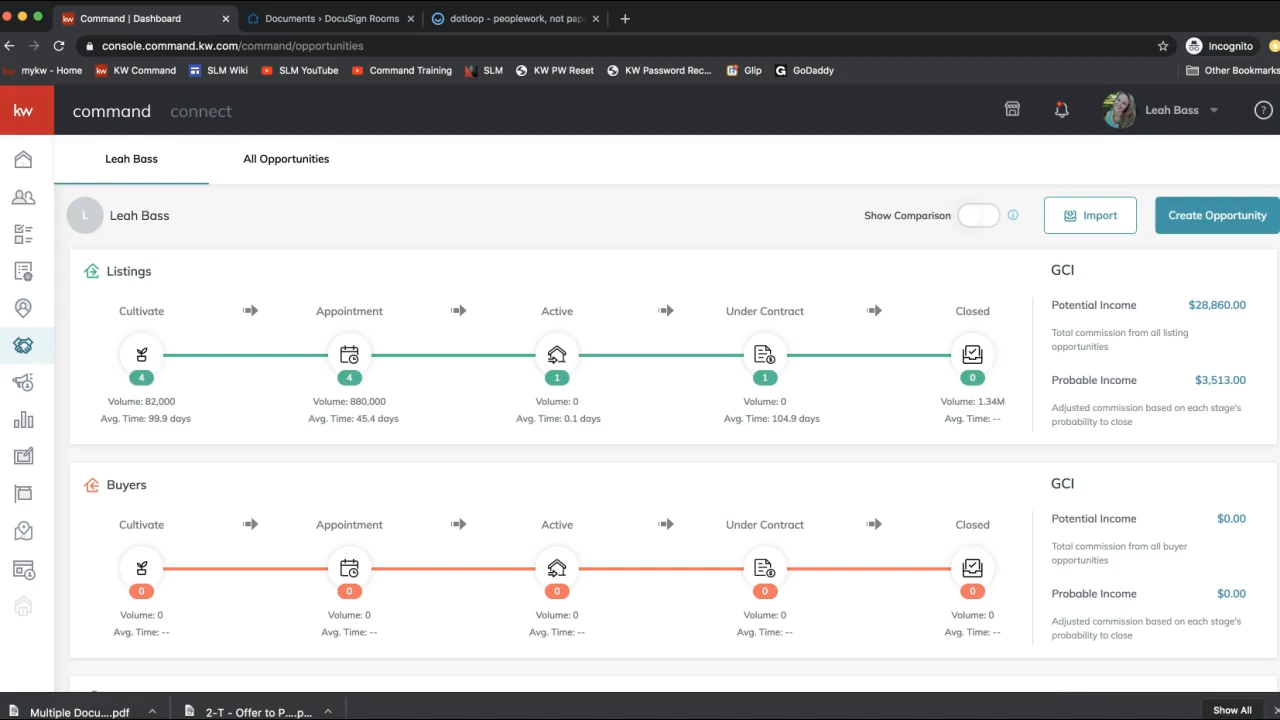 kw Command | Dashboard
Documents › DocuSign Rooms
dotloop - peoplework, not pap
console.command.kw.com/command/opportunities
Incognito
kw mykw - Home
kw KW Command
SLM Wiki
SLM YouTube
Command Training
SLM
KW PW Reset
KW Password Rec...
Glip
G GoDaddy
Other Bookmarks
kw
command
connect
Leah Bass
?
Leah Bass
All Opportunities
L
Leah Bass
Show Comparison
Import
Create Opportunity
Listings
Cultivate
Appointment
Active
Under Contract
Closed
4
4
1
1
0
Volume: 82,000
Volume: 880,000
Volume: 0
Volume: 0
Volume: 1.34M
Avg. Time: 99.9 days
Avg. Time: 45.4 days
Avg. Time: 0.1 days
Avg. Time: 104.9 days
Avg. Time: --
GCI
Potential Income $28,860.00
Total commission from all listing
opportunities
Probable Income $3,513.00
Adjusted commission based on each stage's
probability to close
Buyers
Cultivate
Appointment
Active
Under Contract
Closed
0
0
0
0
0
Volume: 0
Volume: 0
Volume: 0
Volume: 0
Volume: 0
Avg. Time: --
Avg. Time: --
Avg. Time: --
Avg. Time: --
Avg. Time: --
GCI
Potential Income $0.00
Total commission from all buyer
opportunities
Probable Income $0.00
Adjusted commission based on each stage's
probability to close
Multiple Docu....pdf
2-T - Offer to P....p...
Show All